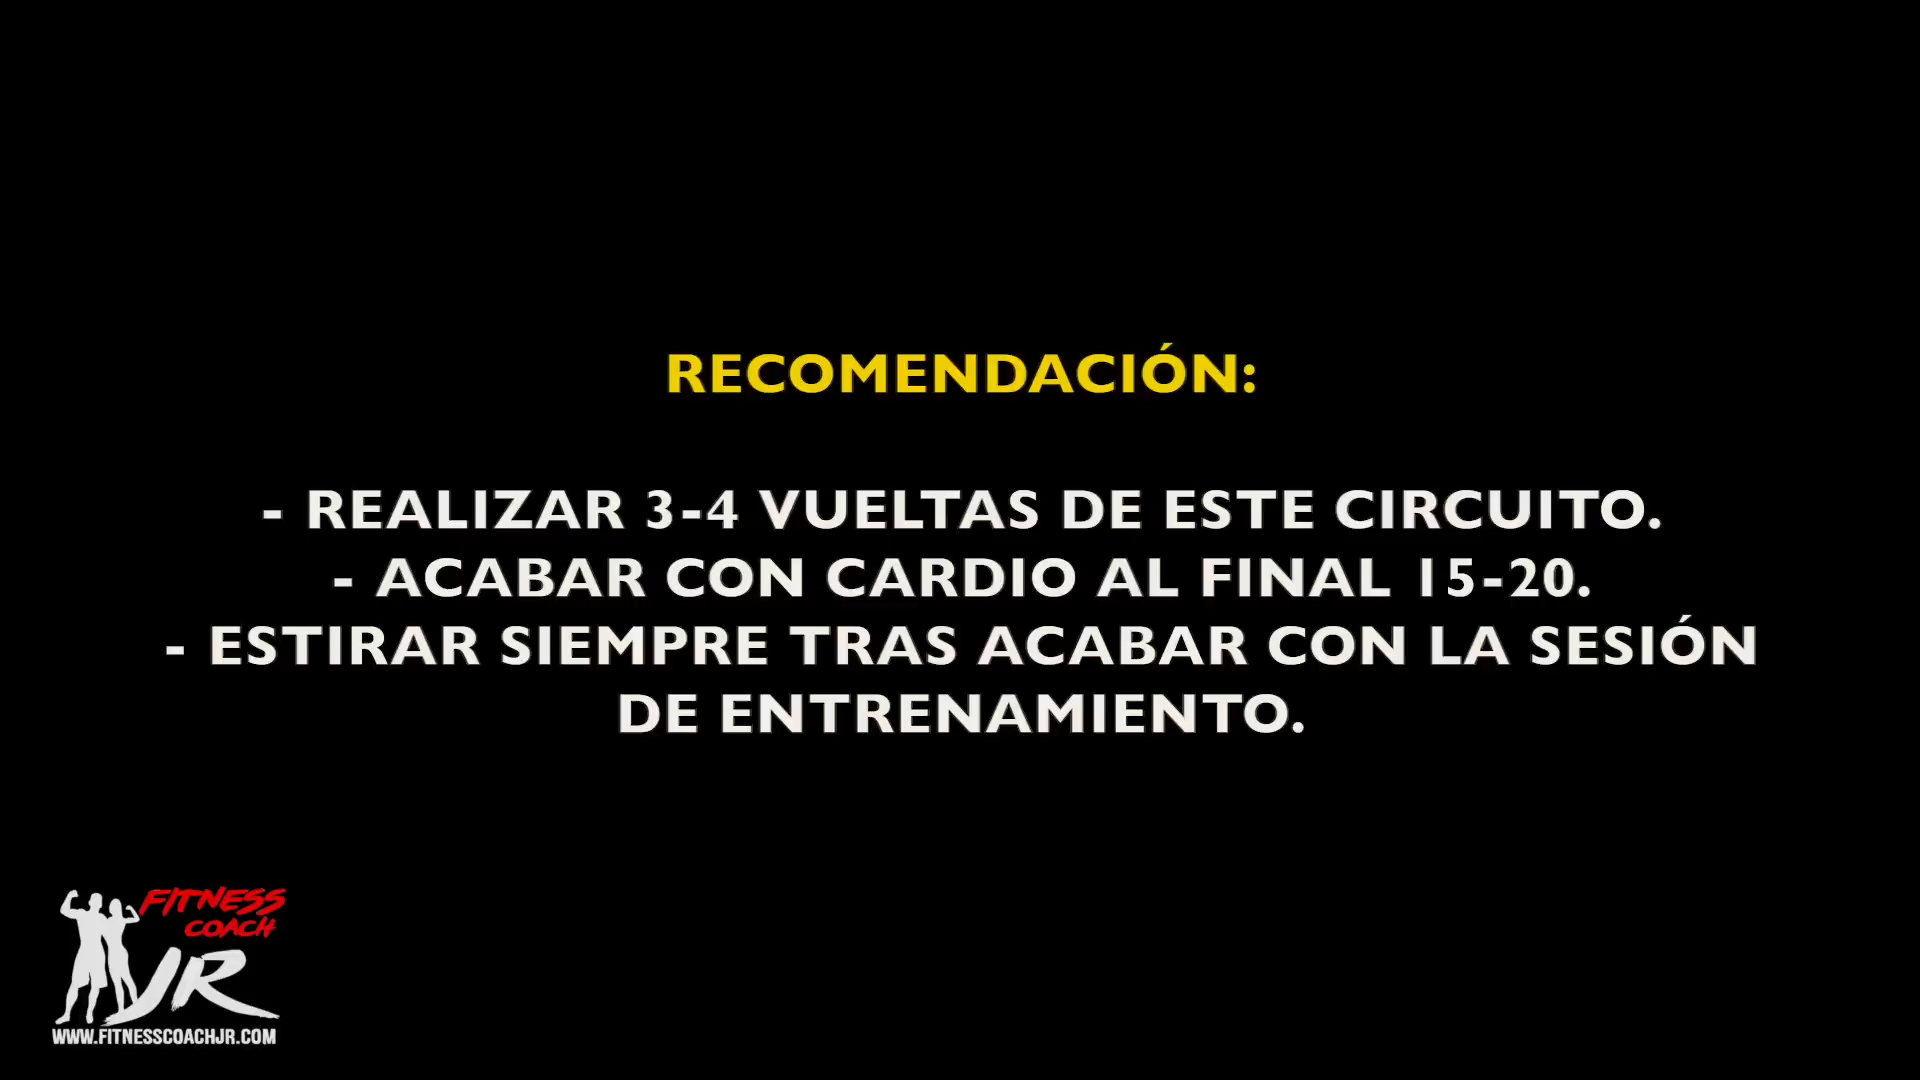 RECOMENDACIÓN:
- REALIZAR 3-4 VUELTAS DE ESTE CIRCUITO.
- ACABAR CON CARDIO AL FINAL 15-20.
- ESTIRAR SIEMPRE TRAS ACABAR CON LA SESIÓN
DE ENTRENAMIENTO.
FITNESS
COACH
JR
WWW.FITNESSCOACHJR.COM